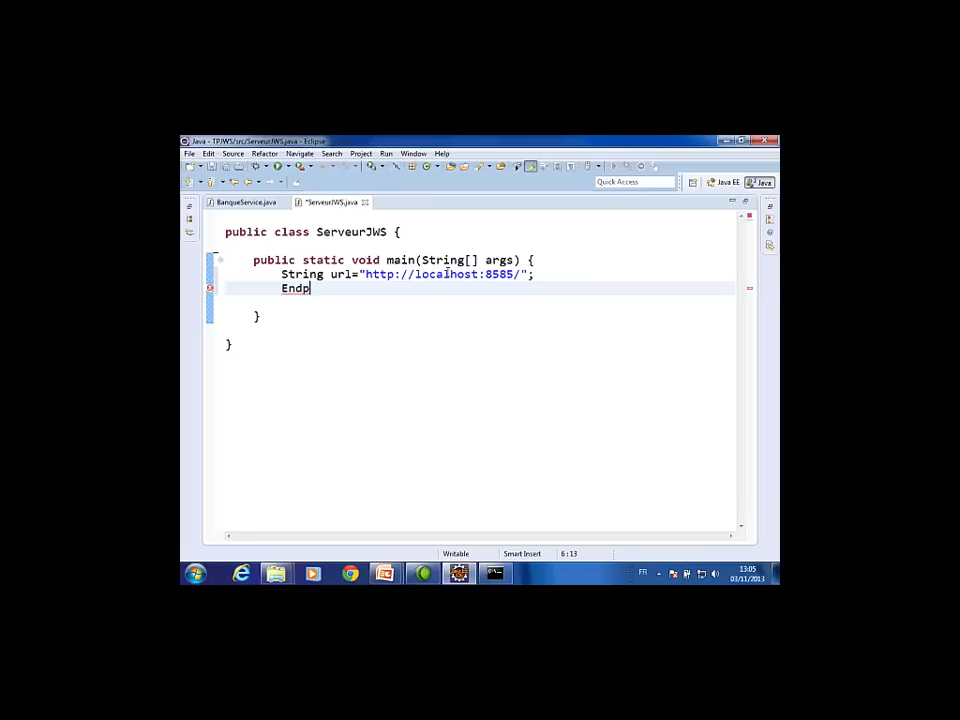 Java - TPJWS/src/ServeurJWS.java - Eclipse
File Edit Source Refactor Navigate Search Project Run Window Help
Quick Access Java EE Java
BanqueService.java *ServeurJWS.java
public class ServeurJWS {
public static void main(String[] args) {
String url="http://localhost:8585/";
Endp
}
}
Writable Smart Insert 6 : 13
FR 13:05
03/11/2013